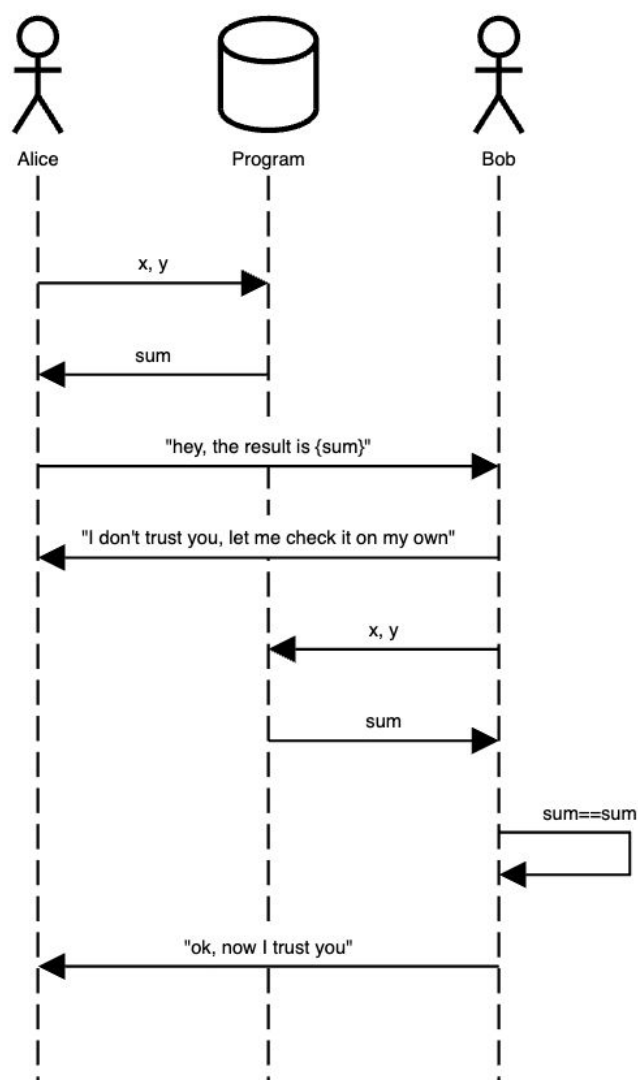 Alice
Program
Bob
x, y
sum
"hey, the result is {sum}"
"I don't trust you, let me check it on my own"
x, y
sum
sum==sum
"ok, now I trust you"